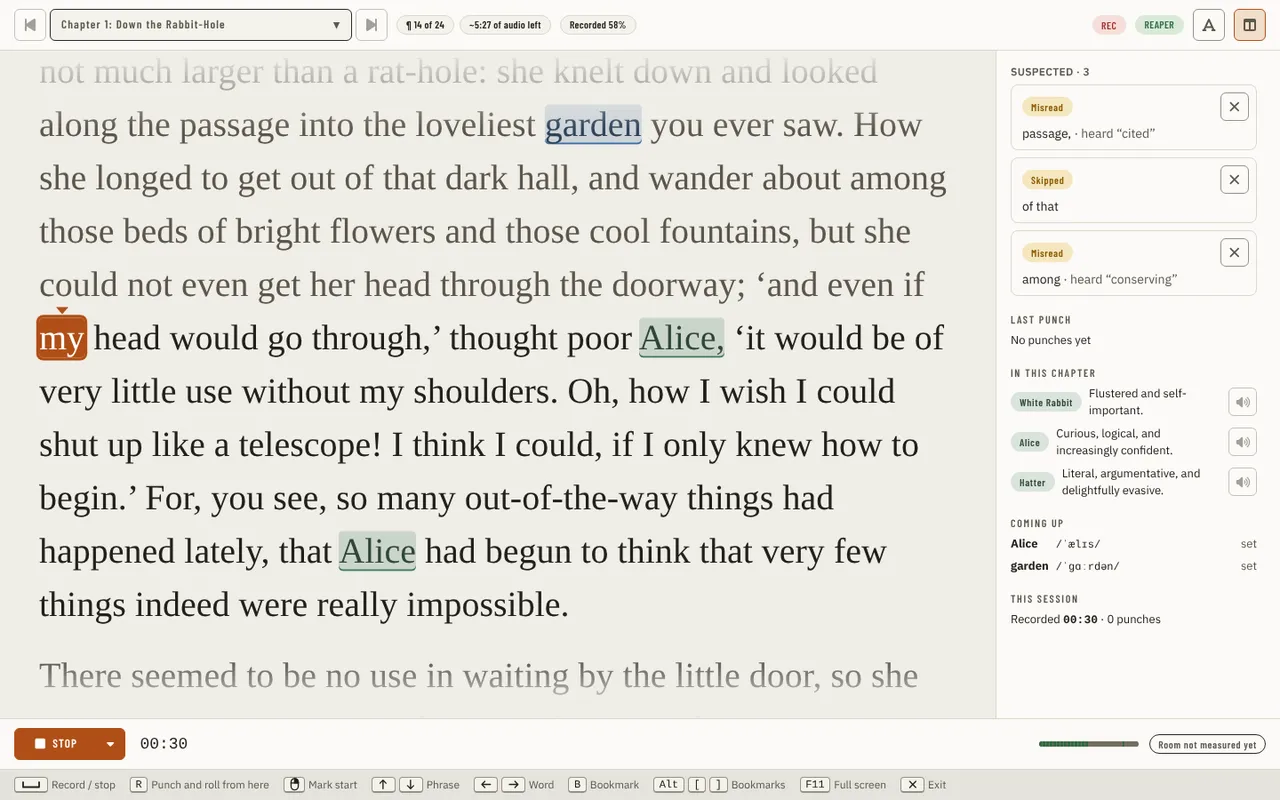 Chapter 1: Down the Rabbit-Hole
¶ 14 of 24
~5:27 of audio left
Recorded 58%
REC
REAPER
A
not much larger than a rat-hole: she knelt down and looked
along the passage into the loveliest garden you ever saw. How
she longed to get out of that dark hall, and wander about among
those beds of bright flowers and those cool fountains, but she
could not even get her head through the doorway; ‘and even if
my head would go through,’ thought poor Alice, ‘it would be of
very little use without my shoulders. Oh, how I wish I could
shut up like a telescope! I think I could, if I only knew how to
begin.’ For, you see, so many out-of-the-way things had
happened lately, that Alice had begun to think that very few
things indeed were really impossible.
There seemed to be no use in waiting by the little door, so she
SUSPECTED · 3
Misread
passage, · heard “cited”
Skipped
of that
Misread
among · heard “conserving”
LAST PUNCH
No punches yet
IN THIS CHAPTER
White Rabbit Flustered and self-
important.
Alice Curious, logical, and
increasingly confident.
Hatter Literal, argumentative, and
delightfully evasive.
COMING UP
Alice /ˈælɪs/ set
garden /ˈɡɑːrdən/ set
THIS SESSION
Recorded 00:30 · 0 punches
STOP
00:30
Room not measured yet
Record / stop
R Punch and roll from here
Mark start
↑ ↓ Phrase
← → Word
B Bookmark
Alt [ ] Bookmarks
F11 Full screen
✕ Exit